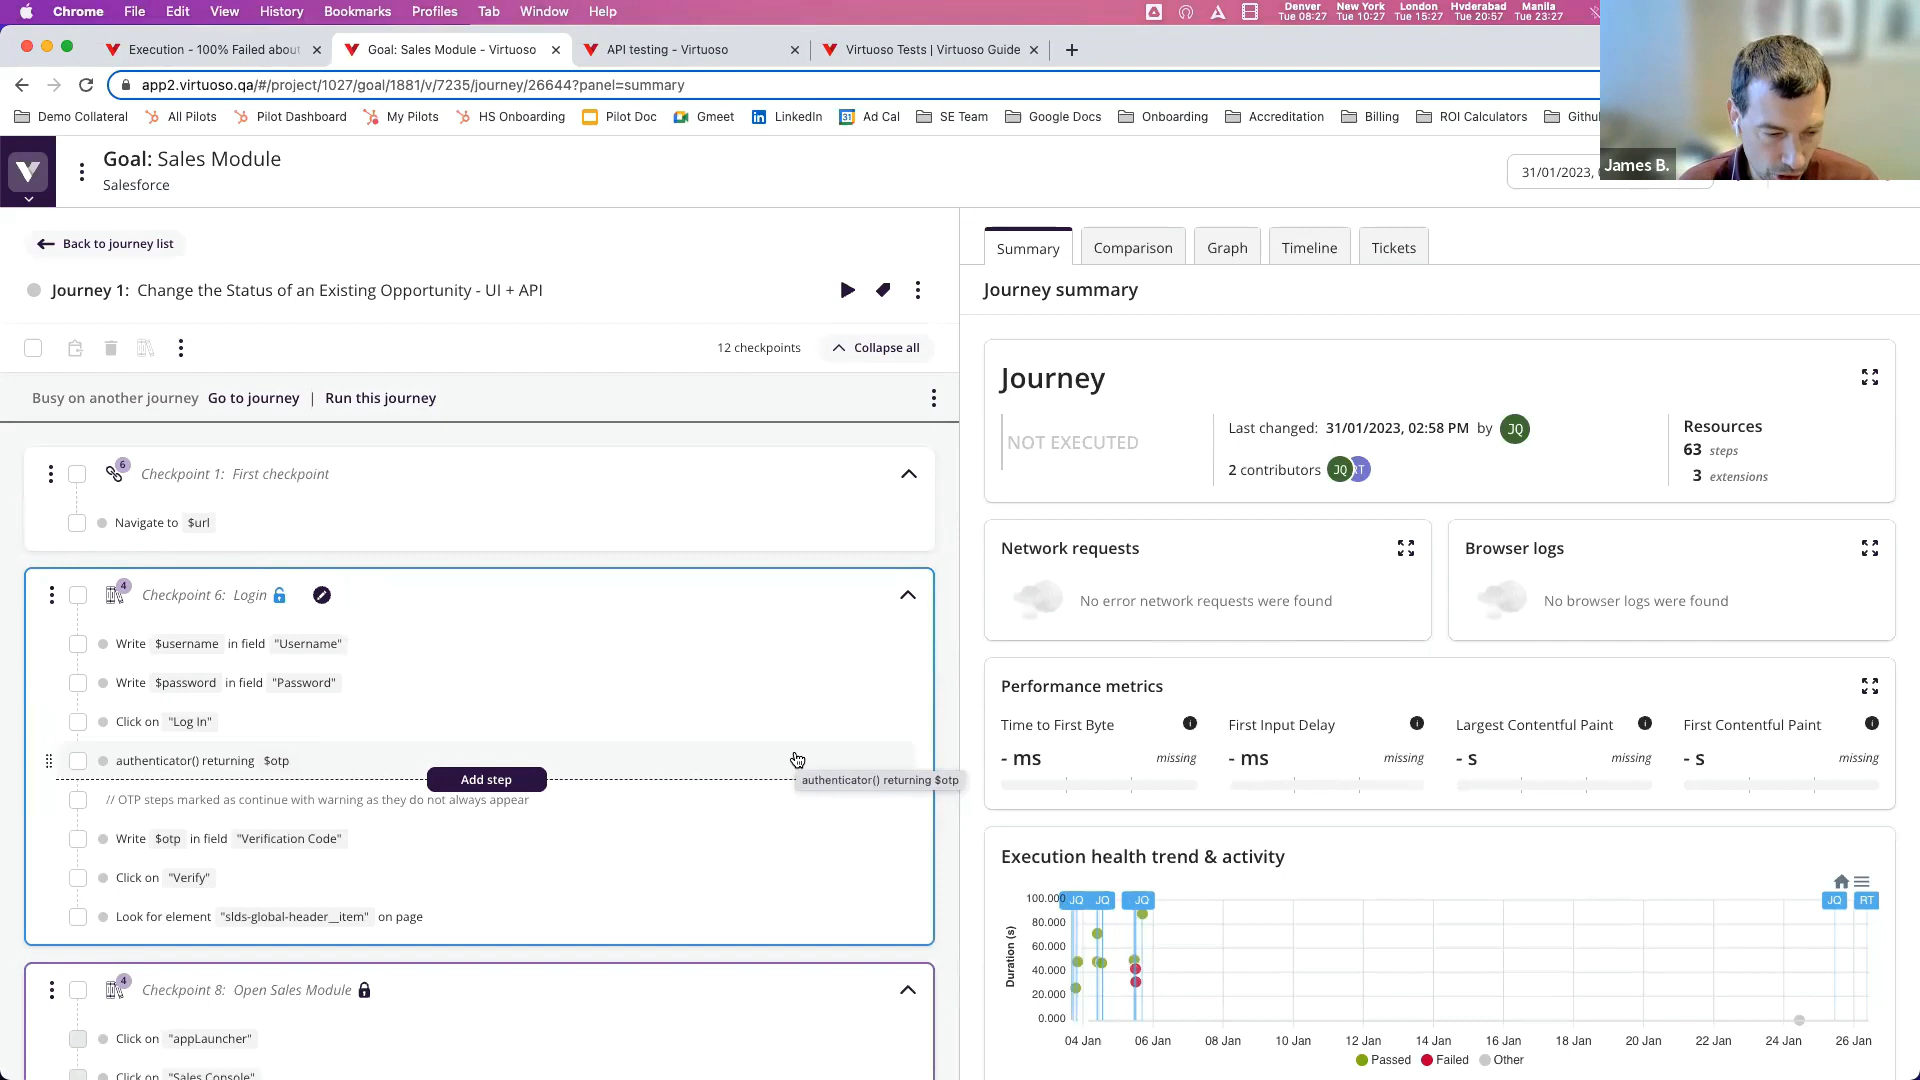 Chrome File Edit View History Bookmarks Profiles Tab Window Help
Denver Tue 08:27 New York Tue 10:27 London Tue 15:27 Hyderabad Tue 20:57 Manila Tue 23:27
Execution - 100% Failed about Goal: Sales Module - Virtuoso API testing - Virtuoso Virtuoso Tests | Virtuoso Guide
app2.virtuoso.qa/#/project/1027/goal/1881/v/7235/journey/26644?panel=summary
Demo Collateral All Pilots Pilot Dashboard My Pilots HS Onboarding Pilot Doc Gmeet LinkedIn Ad Cal SE Team Google Docs Onboarding Accreditation Billing ROI Calculators Githu
James B.
Goal: Sales Module
Salesforce
31/01/2023,
Back to journey list
Journey 1: Change the Status of an Existing Opportunity - UI + API
12 checkpoints Collapse all
Busy on another journey Go to journey | Run this journey
6
Checkpoint 1: First checkpoint
Navigate to $url
4
Checkpoint 6: Login
Write $username in field "Username"
Write $password in field "Password"
Click on "Log In"
authenticator() returning $otp
Add step
authenticator() returning $otp
// OTP steps marked as continue with warning as they do not always appear
Write $otp in field "Verification Code"
Click on "Verify"
Look for element "slds-global-header__item" on page
4
Checkpoint 8: Open Sales Module
Click on "appLauncher"
Click on "Sales Console"
Summary Comparison Graph Timeline Tickets
Journey summary
Journey
NOT EXECUTED
Last changed: 31/01/2023, 02:58 PM by JQ
2 contributors JQ RT
Resources
63 steps
3 extensions
Network requests
No error network requests were found
Browser logs
No browser logs were found
Performance metrics
Time to First Byte First Input Delay Largest Contentful Paint First Contentful Paint
- ms missing - ms missing - s missing - s missing
Execution health trend & activity
JQ JQ JQ JQ RT
Duration (s)
100.000
80.000
60.000
40.000
20.000
0.000
04 Jan 06 Jan 08 Jan 10 Jan 12 Jan 14 Jan 16 Jan 18 Jan 20 Jan 22 Jan 24 Jan 26 Jan
Passed Failed Other